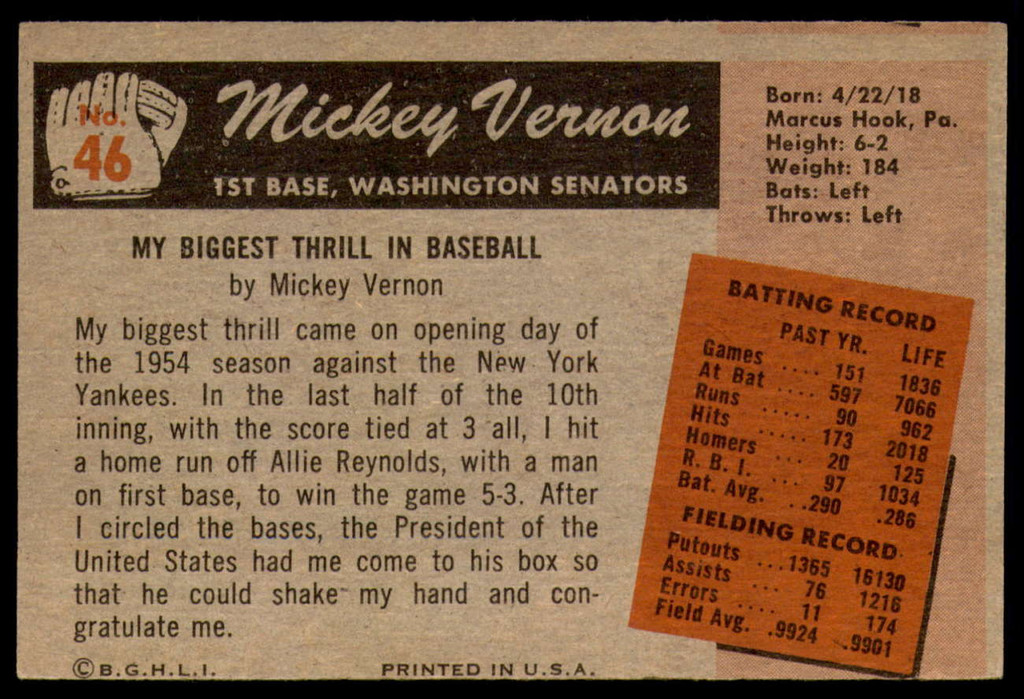 No.
46
Mickey Vernon
1ST BASE, WASHINGTON SENATORS
Born: 4/22/18
Marcus Hook, Pa.
Height: 6-2
Weight: 184
Bats: Left
Throws: Left
MY BIGGEST THRILL IN BASEBALL
by Mickey Vernon
My biggest thrill came on opening day of
the 1954 season against the New York
Yankees. In the last half of the 10th
inning, with the score tied at 3 all, I hit
a home run off Allie Reynolds, with a man
on first base, to win the game 5-3. After
I circled the bases, the President of the
United States had me come to his box so
that he could shake my hand and con-
gratulate me.
BATTING RECORD
PAST YR. LIFE
Games .... 151 1836
At Bat .... 597 7066
Runs ..... 90 962
Hits ..... 173 2018
Homers ... 20 125
R. B. I. ... 97 1034
Bat. Avg. ...290 .286
FIELDING RECORD
Putouts ...1365 16130
Assists ... 76 1216
Errors .... 11 174
Field Avg. .9924 .9901
© B.G.H.L.I. PRINTED IN U.S.A.